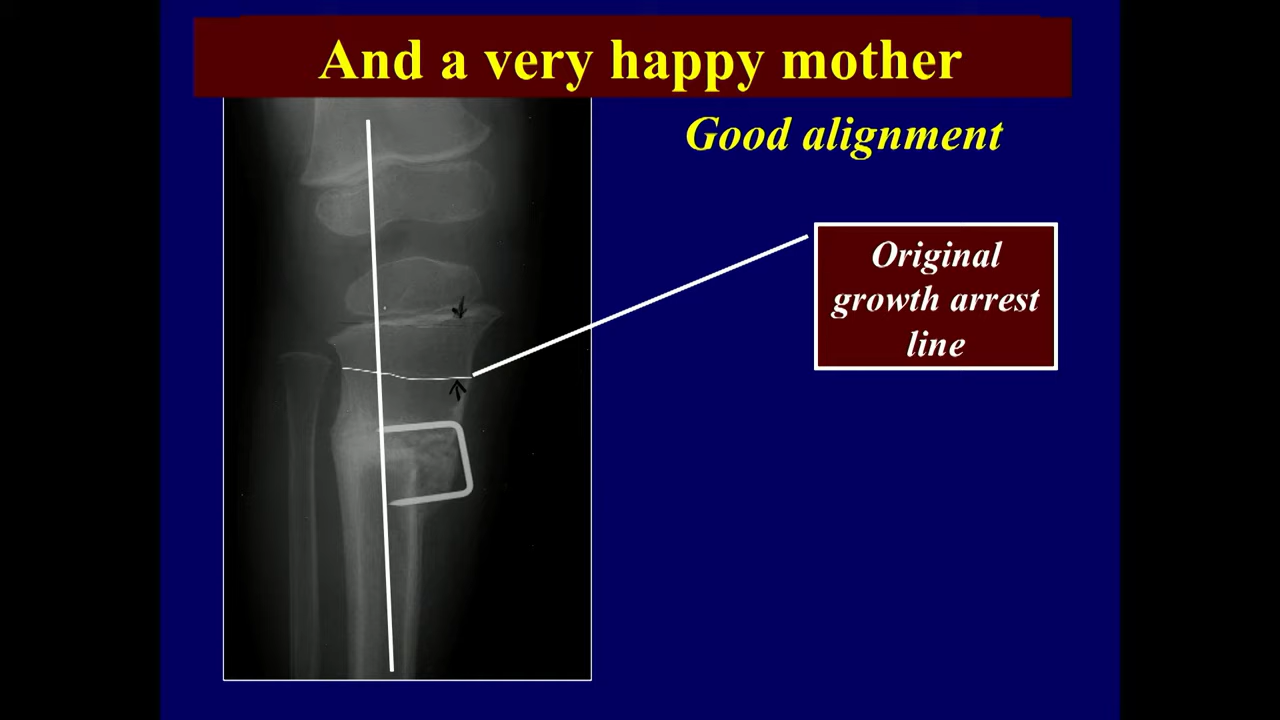 And a very happy mother
Good alignment
Original
growth arrest
line